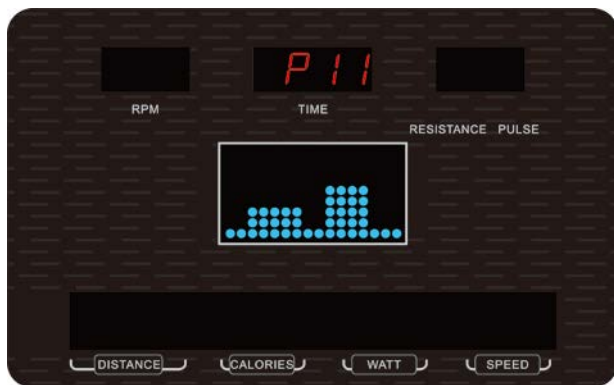 P11
RPM
TIME
RESISTANCE PULSE
DISTANCE CALORIES WATT SPEED